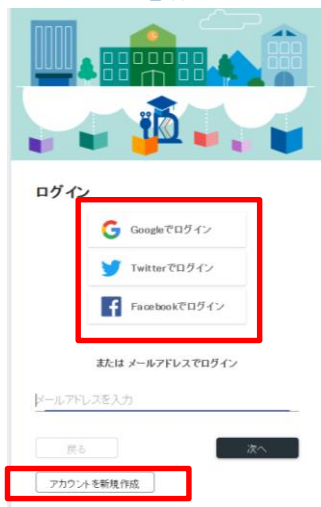 ログイン
Googleでログイン
Twitterでログイン
Facebookでログイン
または メールアドレスでログイン
メールアドレスを入力
戻る
次へ
アカウントを新規作成